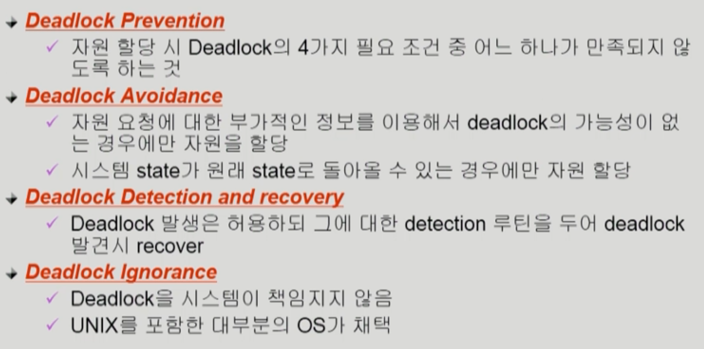 Deadlock Prevention
자원 할당 시 Deadlock의 4가지 필요 조건 중 어느 하나가 만족되지 않
도록 하는 것
Deadlock Avoidance
자원 요청에 대한 부가적인 정보를 이용해서 deadlock의 가능성이 없
는 경우에만 자원을 할당
시스템 state가 원래 state로 돌아올 수 있는 경우에만 자원 할당
Deadlock Detection and recovery
Deadlock 발생은 허용하되 그에 대한 detection 루틴을 두어 deadlock
발견시 recover
Deadlock Ignorance
Deadlock을 시스템이 책임지지 않음
UNIX를 포함한 대부분의 OS가 채택